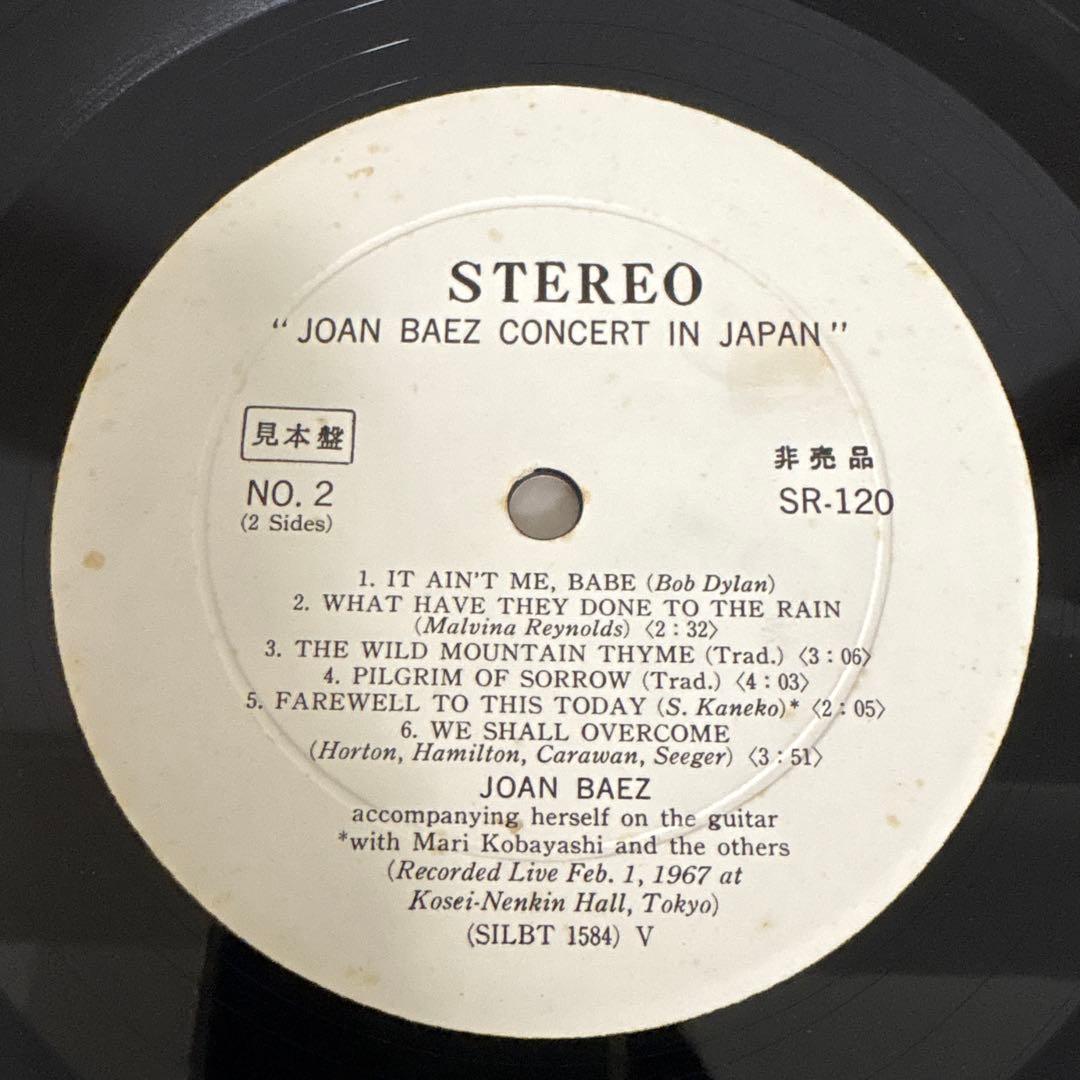 STEREO
"JOAN BAEZ CONCERT IN JAPAN"
見本盤
非売品
NO. 2
SR-120
(2 Sides)
1. IT AIN'T ME, BABE (Bob Dylan)
2. WHAT HAVE THEY DONE TO THE RAIN
(Malvina Reynolds) 〈2 : 32〉
3. THE WILD MOUNTAIN THYME (Trad.) 〈3 : 06〉
4. PILGRIM OF SORROW (Trad.) 〈4 : 03〉
5. FAREWELL TO THIS TODAY (S. Kaneko)* 〈2 : 05〉
6. WE SHALL OVERCOME
(Horton, Hamilton, Carawan, Seeger) 〈3 : 51〉
JOAN BAEZ
accompanying herself on the guitar
*with Mari Kobayashi and the others
(Recorded Live Feb. 1, 1967 at
Kosei-Nenkin Hall, Tokyo)
(SILBT 1584) V